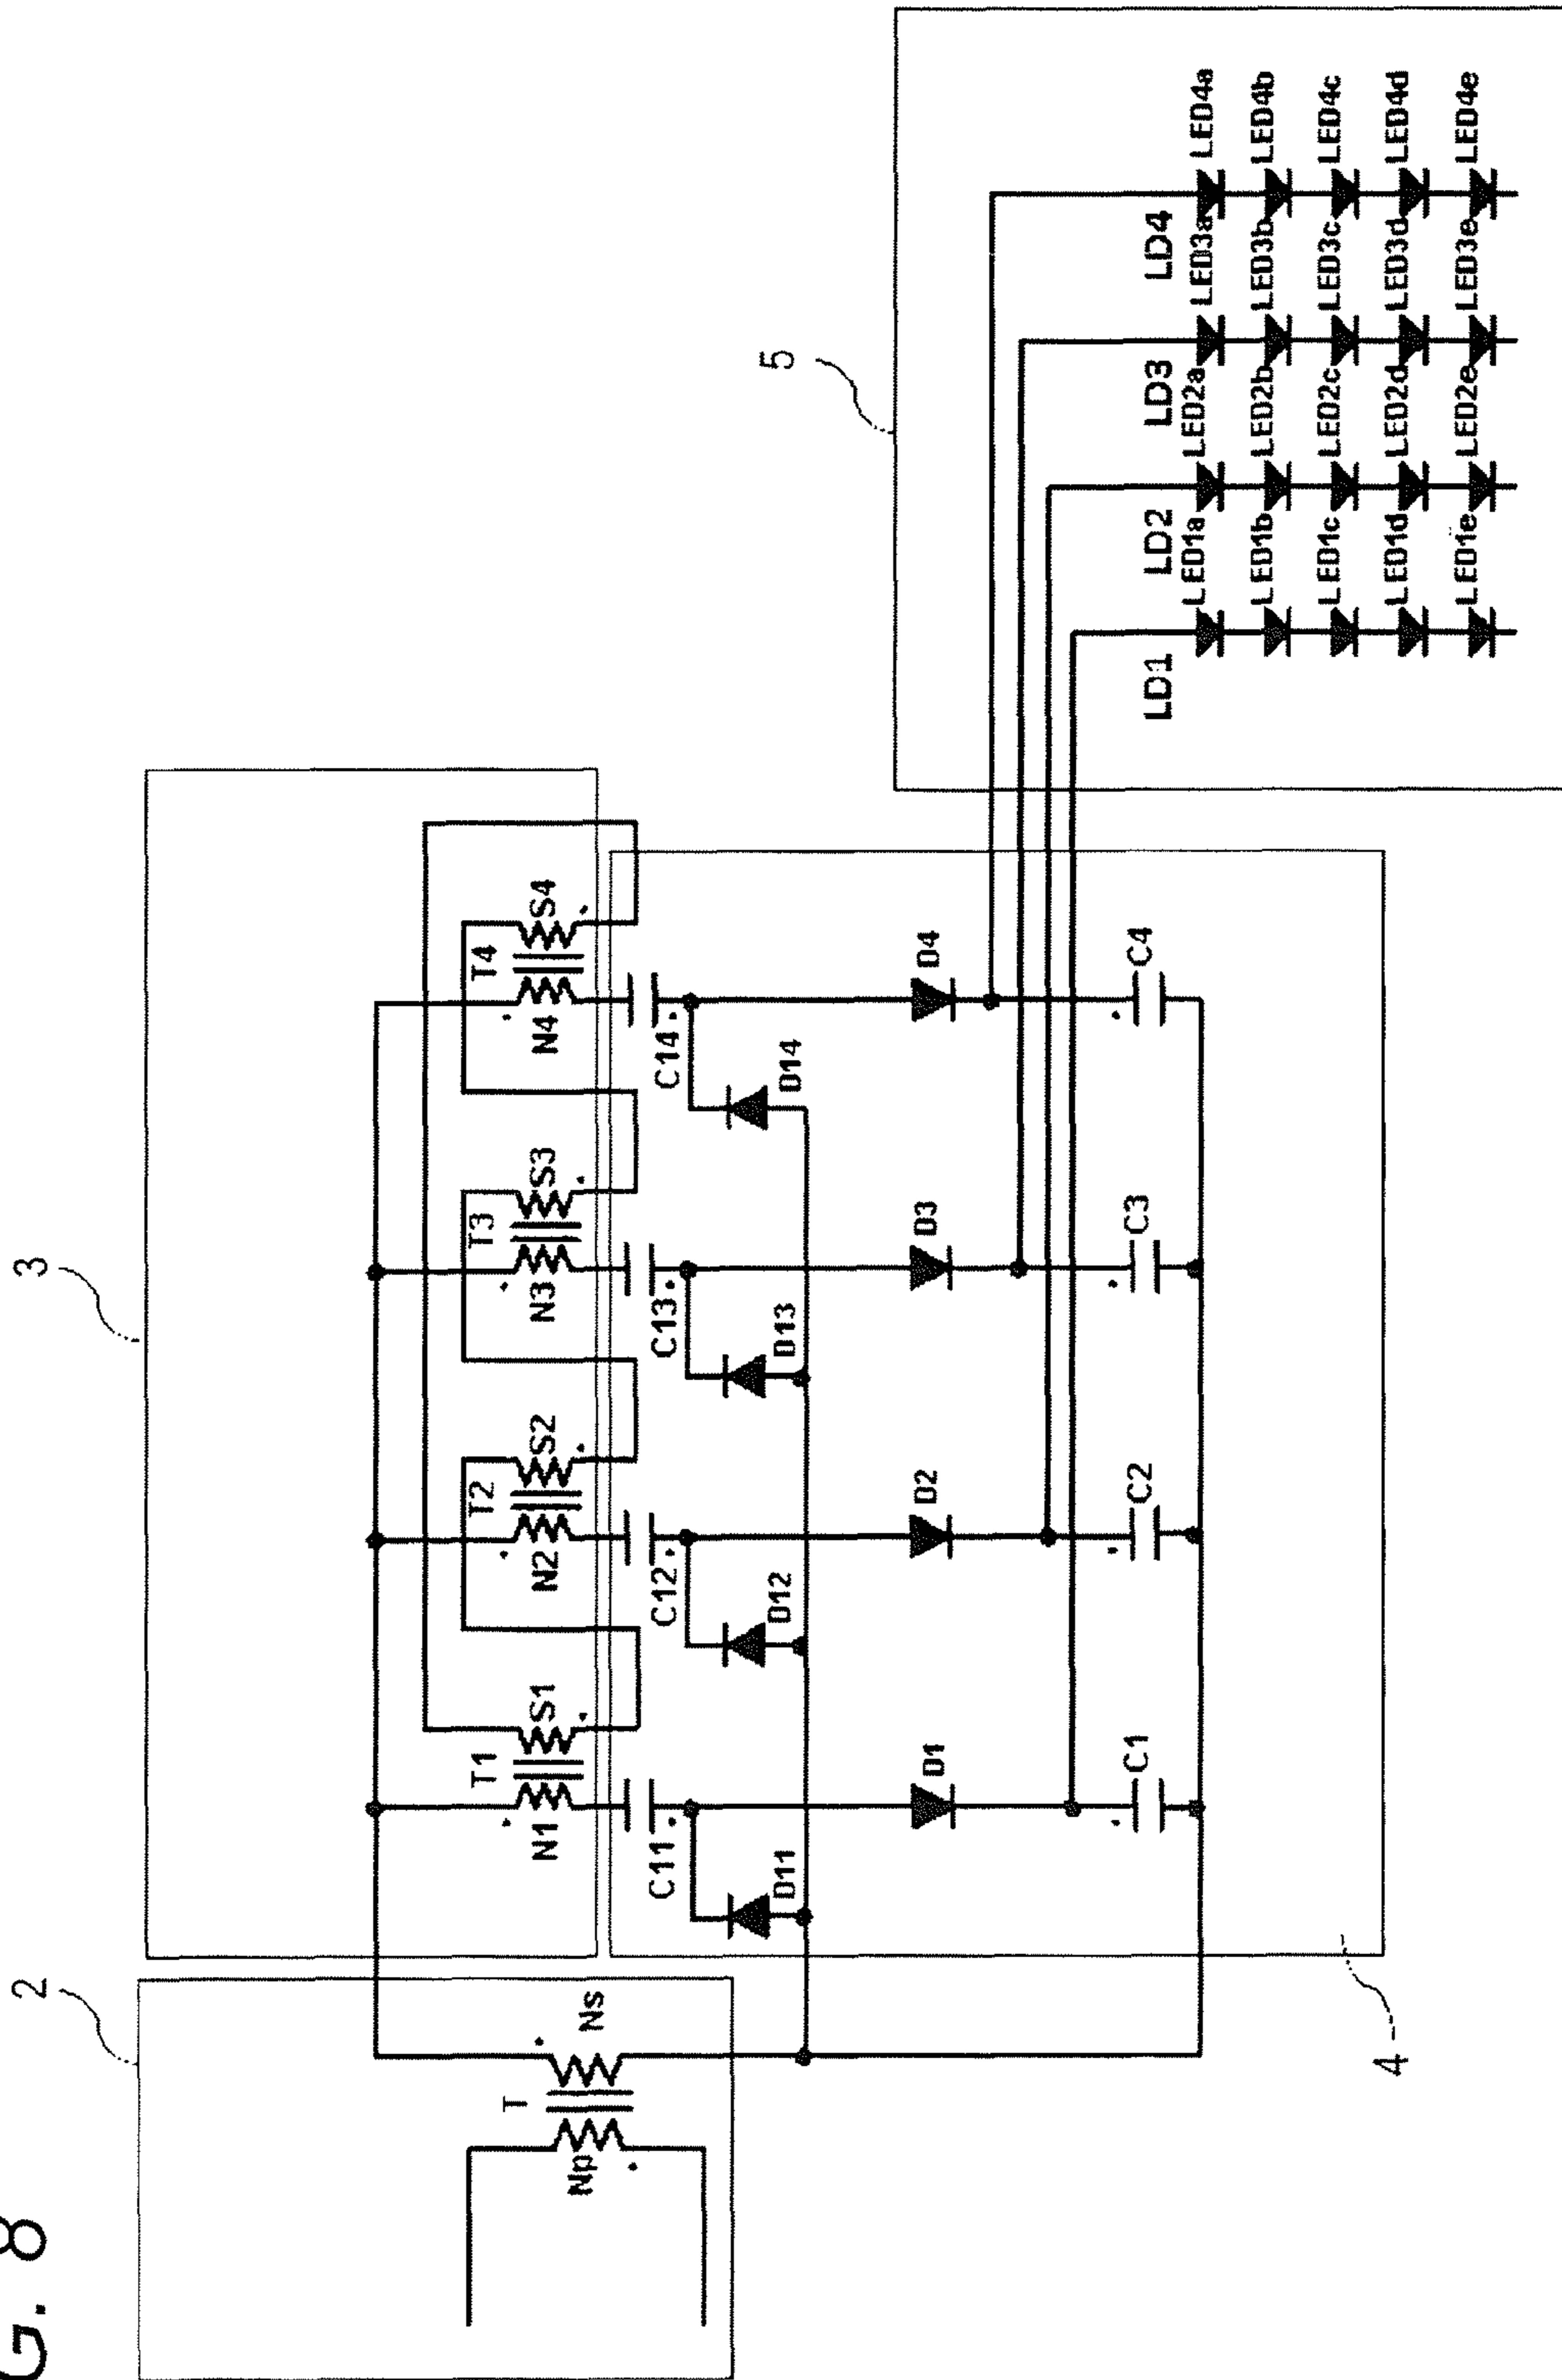 G. 8
2
3
T
Np
Ns
T1
N1
S1
T2
N2
S2
T3
N3
S3
T4
N4
S4
C11
C12
C13
C14
D11
D12
D13
D14
D1
D2
D3
D4
C1
C2
C3
C4
4
5
LD1
LD2
LD3
LD4
LED1a
LED2a
LED3a
LED4a
LED1b
LED2b
LED3b
LED4b
LED1c
LED2c
LED3c
LED4c
LED1d
LED2d
LED3d
LED4d
LED1e
LED2e
LED3e
LED4e